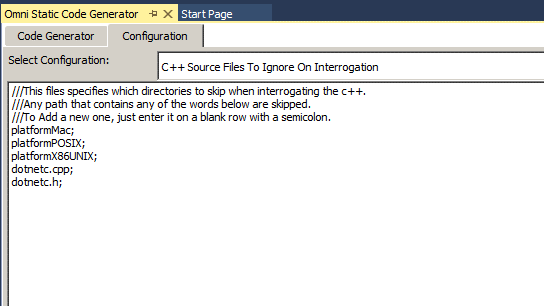 Omni Static Code Generator
Start Page
Code Generator
Configuration
Select Configuration:
C++ Source Files To Ignore On Interrogation
///This files specifies which directories to skip when interrogating the c++.
///Any path that contains any of the words below are skipped.
///To Add a new one, just enter it on a blank row with a semicolon.
platformMac;
platformPOSIX;
platformX86UNIX;
dotnetc.cpp;
dotnetc.h;